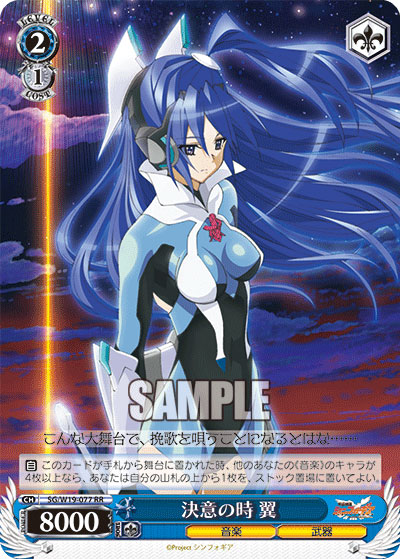 LEVEL
2
1
COST
SAMPLE
こんな大舞台で、挽歌を唄うことになるとはな……
このカードが手札から舞台に置かれた時、他のあなたの《音楽》のキャラが
4枚以上なら、あなたは自分の山札の上から1枚を、ストック置場に置いてよい。
CH SG/W19-077 RR
POWER
8000
決意の時 翼
音楽 武器
©Project シンフォギア